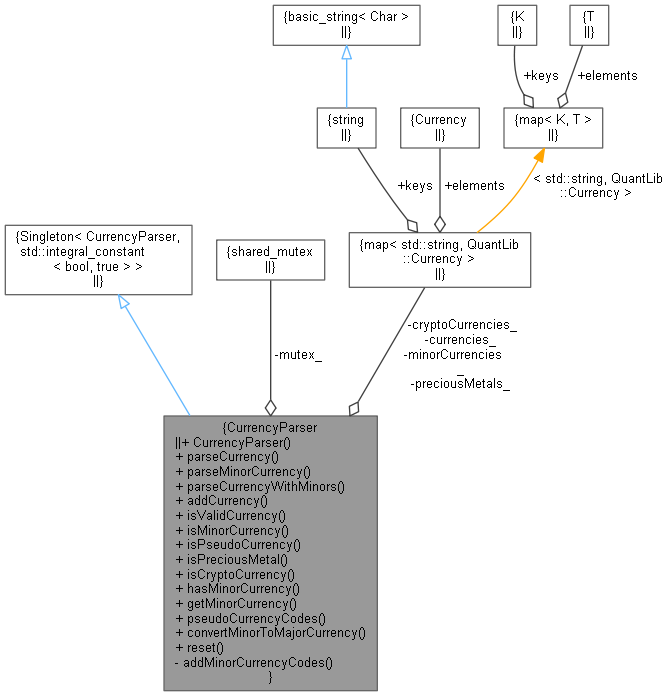 {basic_string< Char >
||}
{K
||}
{T
||}
+keys
+elements
{string
||}
{Currency
||}
{map< K, T >
||}
+keys
+elements
< std::string, QuantLib
::Currency >
{Singleton< CurrencyParser,
std::integral_constant
< bool, true > >
||}
{shared_mutex
||}
{map< std::string, QuantLib
::Currency >
||}
-mutex_
-cryptoCurrencies_
-currencies_
-minorCurrencies
_
-preciousMetals_
{CurrencyParser
||+ CurrencyParser()
+ parseCurrency()
+ parseMinorCurrency()
+ parseCurrencyWithMinors()
+ addCurrency()
+ isValidCurrency()
+ isMinorCurrency()
+ isPseudoCurrency()
+ isPreciousMetal()
+ isCryptoCurrency()
+ hasMinorCurrency()
+ getMinorCurrency()
+ pseudoCurrencyCodes()
+ convertMinorToMajorCurrency()
+ reset()
- addMinorCurrencyCodes()
}